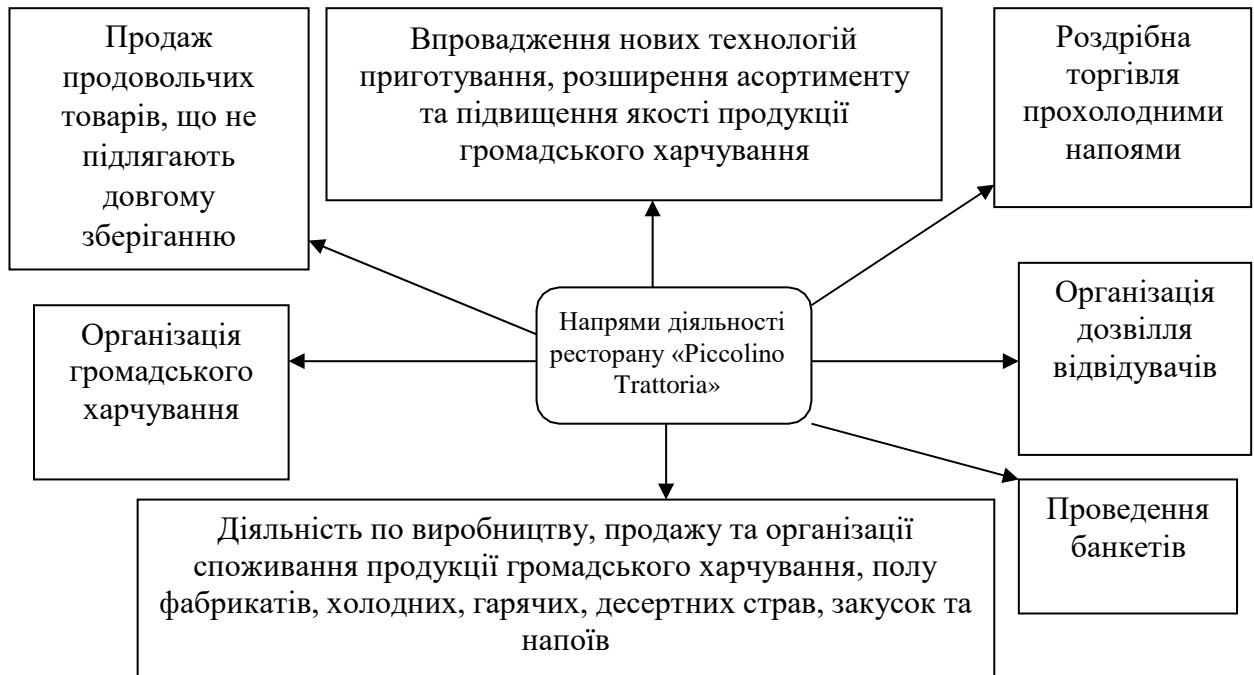 Продаж
продовольчих
товарів, що не
підлягають
довгому
зберіганню
Впровадження нових технологій
приготування, розширення асортименту
та підвищення якості продукції
громадського харчування
Роздрібна
торгівля
прохолодними
напоями
Організація
громадського
харчування
Напрями діяльності
ресторану «Piccolino
Trattoria»
Організація
дозвілля
відвідувачів
Діяльність по виробництву, продажу та організації
споживання продукції громадського харчування, полу
фабрикатів, холодних, гарячих, десертних страв, закусок та
напоїв
Проведення
банкетів